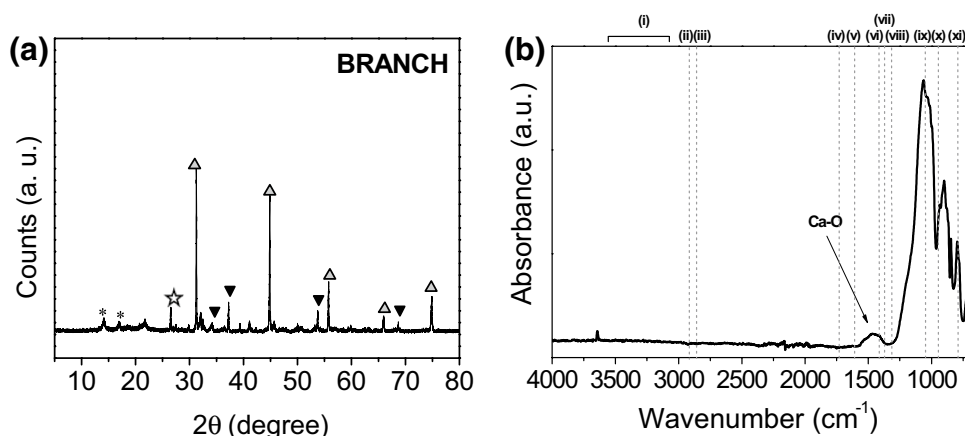 (a)
BRANCH
* *
Counts (a. u.)
5 10 20 30 40 50 60 70 80
2θ (degree)
(b)
(i) (ii) (iii) (iv) (v) (vi) (vii) (viii) (ix) (x) (xi)
Ca-O
Absorbance (a.u.)
4000 3500 3000 2500 2000 1500 1000
Wavenumber (cm⁻¹)